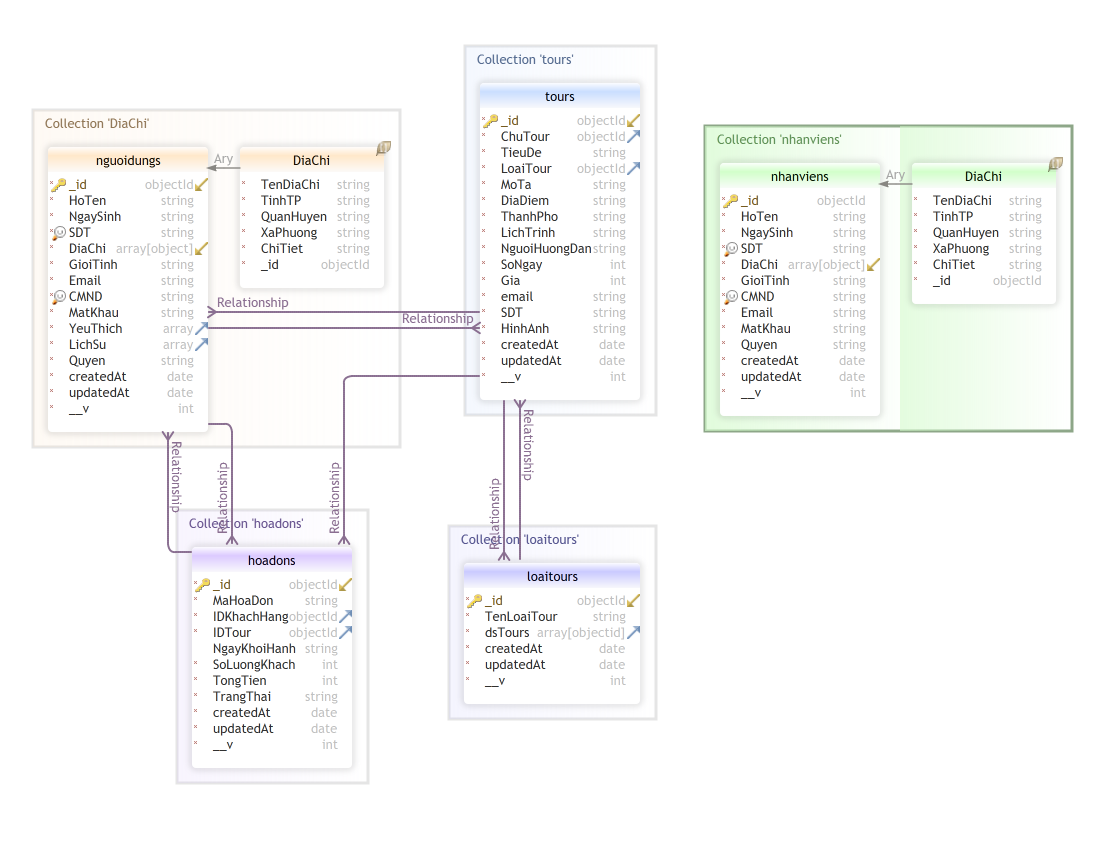 Collection 'DiaChi'
nguoidungs
_id objectId
HoTen string
NgaySinh string
SDT string
DiaChi array[object]
GioiTinh string
Email string
CMND string
MatKhau string
YeuThich array
LichSu array
Quyen string
createdAt date
updatedAt date
__v int
Ary
DiaChi
TenDiaChi string
TinhTP string
QuanHuyen string
XaPhuong string
ChiTiet string
_id objectId
Relationship
Relationship
Collection 'tours'
tours
_id objectId
ChuTour objectId
TieuDe string
LoaiTour objectId
MoTa string
DiaDiem string
ThanhPho string
LichTrinh string
NguoiHuongDan string
SoNgay int
Gia int
email string
SDT string
HinhAnh string
createdAt date
updatedAt date
__v int
Collection 'nhanviens'
nhanviens
_id objectId
HoTen string
NgaySinh string
SDT string
DiaChi array[object]
GioiTinh string
CMND string
Email string
MatKhau string
Quyen string
createdAt date
updatedAt date
__v int
Ary
DiaChi
TenDiaChi string
TinhTP string
QuanHuyen string
XaPhuong string
ChiTiet string
_id objectId
Relationship
Relationship
Relationship
Relationship
Relationship
Collection 'hoadons'
hoadons
_id objectId
MaHoaDon string
IDKhachHang objectId
IDTour objectId
NgayKhoiHanh string
SoLuongKhach int
TongTien int
TrangThai string
createdAt date
updatedAt date
__v int
Collection 'loaitours'
loaitours
_id objectId
TenLoaiTour string
dsTours array[objectid]
createdAt date
updatedAt date
__v int